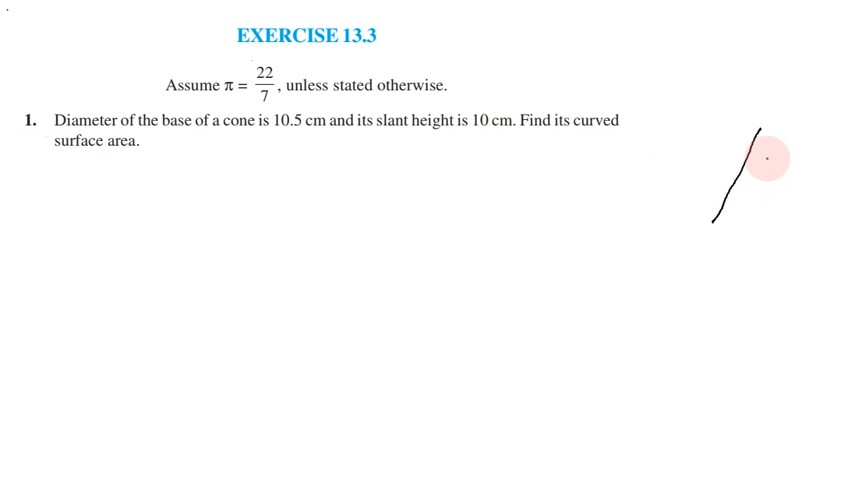 EXERCISE 13.3
Assume π = 22/7, unless stated otherwise.
1. Diameter of the base of a cone is 10.5 cm and its slant height is 10 cm. Find its curved
surface area.